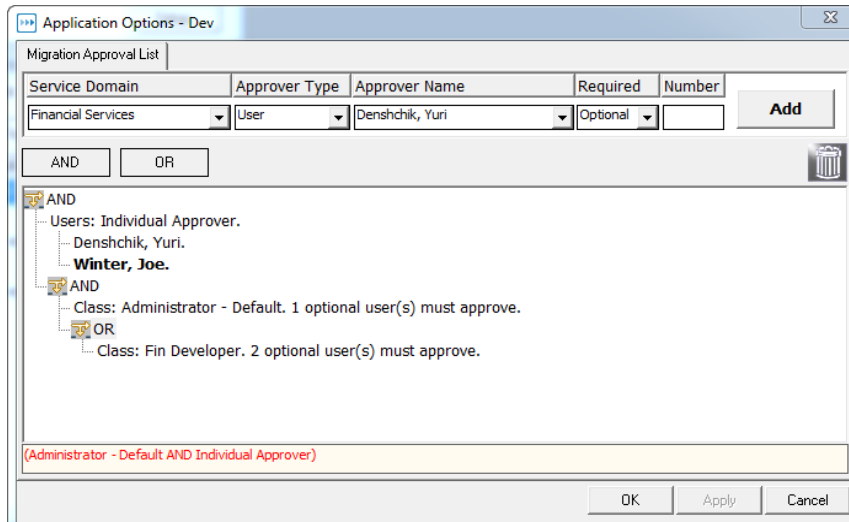 Application Options - Dev
Migration Approval List
Service Domain Approver Type Approver Name Required Number
Financial Services User Denshchik, Yuri Optional Add
AND OR
AND
Users: Individual Approver.
Denshchik, Yuri.
Winter, Joe.
AND
Class: Administrator - Default. 1 optional user(s) must approve.
OR
Class: Fin Developer. 2 optional user(s) must approve.
(Administrator - Default AND Individual Approver)
OK Apply Cancel